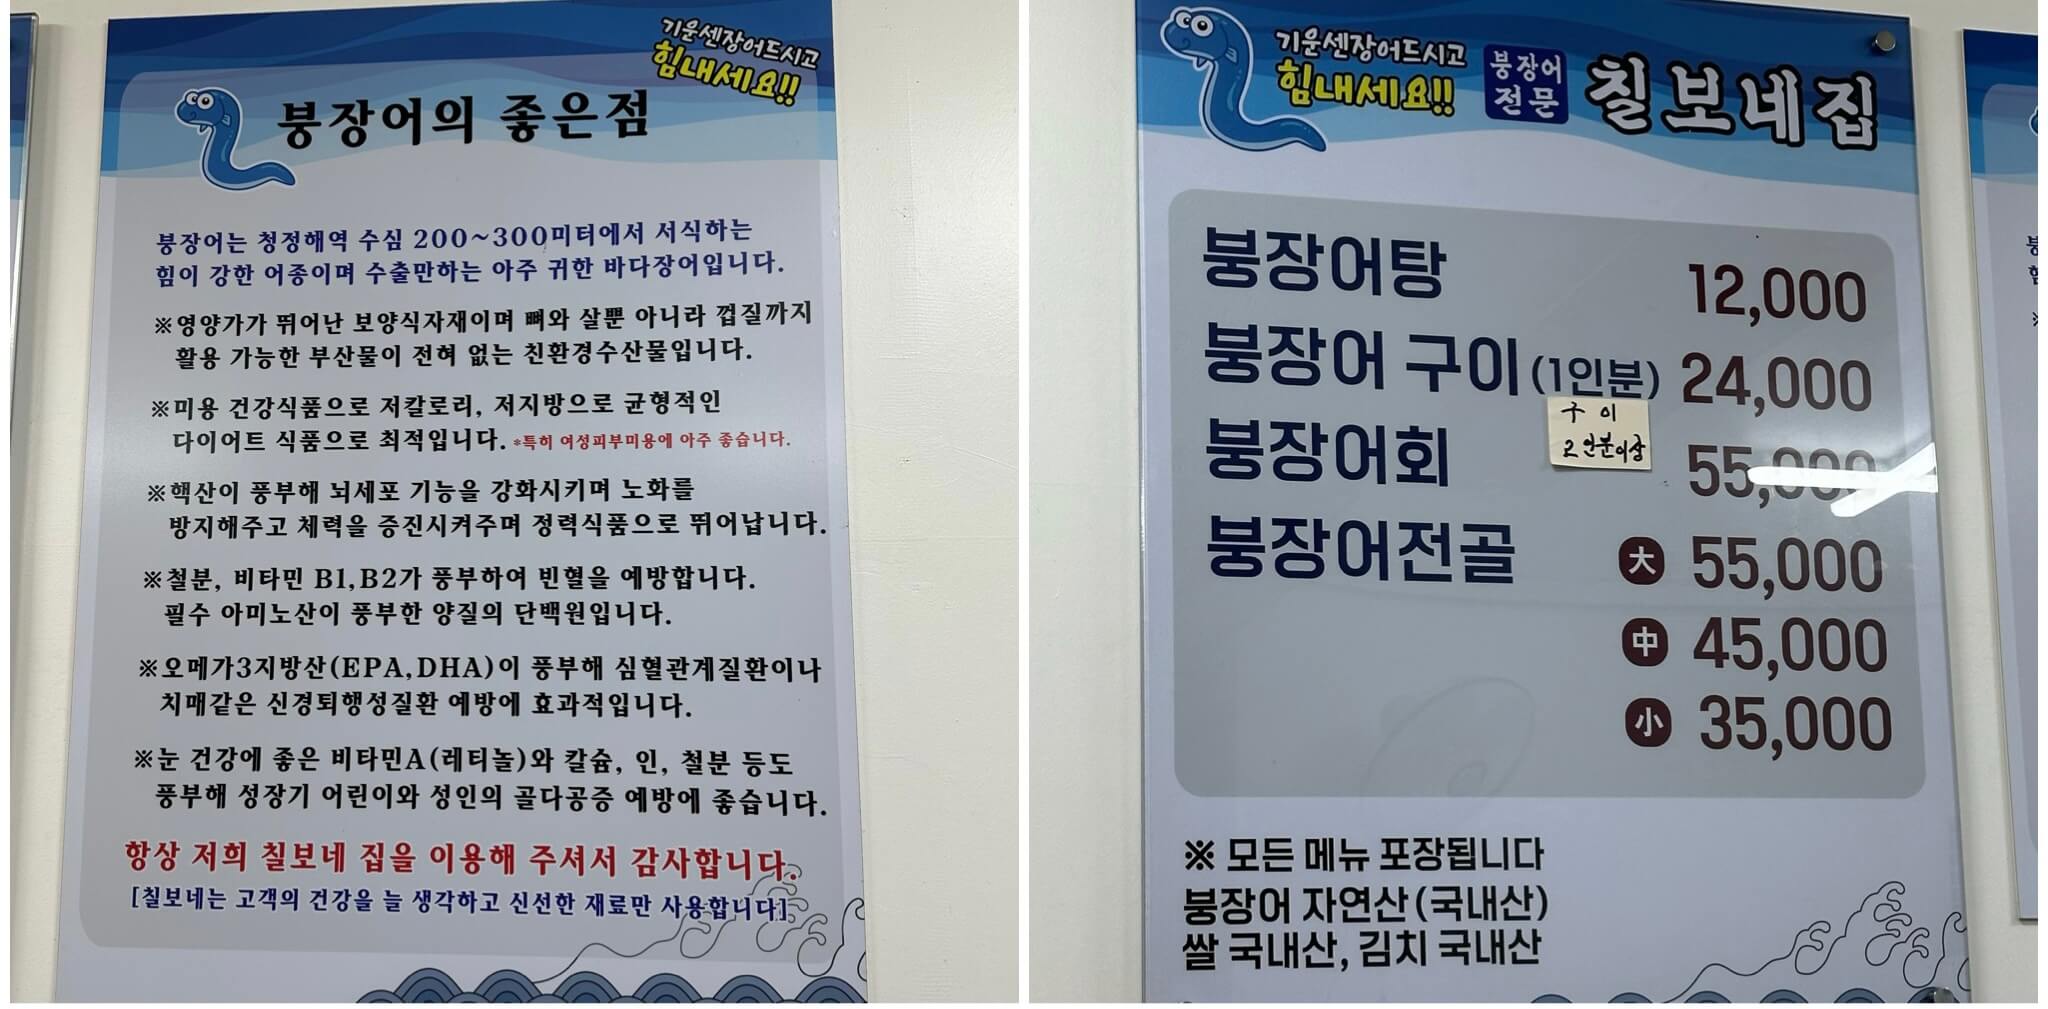 기운센장어드시고
힘내세요!!
붕장어의 좋은점
붕장어는 청정해역 수심 200~300미터에서 서식하는
힘이 강한 어종이며 수출만하는 아주 귀한 바다장어입니다.
※영양가가 뛰어난 보양식자재이며 뼈와 살뿐 아니라 껍질까지
활용 가능한 부산물이 전혀 없는 친환경수산물입니다.
※미용 건강식품으로 저칼로리, 저지방으로 균형적인
다이어트 식품으로 최적입니다. *특히 여성피부미용에 아주 좋습니다.
※핵산이 풍부해 뇌세포 기능을 강화시키며 노화를
방지해주고 체력을 증진시켜주며 정력식품으로 뛰어납니다.
※철분, 비타민 B1,B2가 풍부하여 빈혈을 예방합니다.
필수 아미노산이 풍부한 양질의 단백원입니다.
※오메가3지방산(EPA,DHA)이 풍부해 심혈관계질환이나
치매같은 신경퇴행성질환 예방에 효과적입니다.
※눈 건강에 좋은 비타민A(레티놀)와 칼슘, 인, 철분 등도
풍부해 성장기 어린이와 성인의 골다공증 예방에 좋습니다.
항상 저희 칠보네 집을 이용해 주셔서 감사합니다.
[칠보네는 고객의 건강을 늘 생각하고 신선한 재료만 사용합니다]
기운센장어드시고
힘내세요!!
붕장어
전문
칠보네집
붕장어탕 12,000
붕장어 구이(1인분) 24,000
구이
2인분이상
붕장어회 55,000
붕장어전골 大 55,000
中 45,000
小 35,000
※ 모든 메뉴 포장됩니다
붕장어 자연산(국내산)
쌀 국내산, 김치 국내산